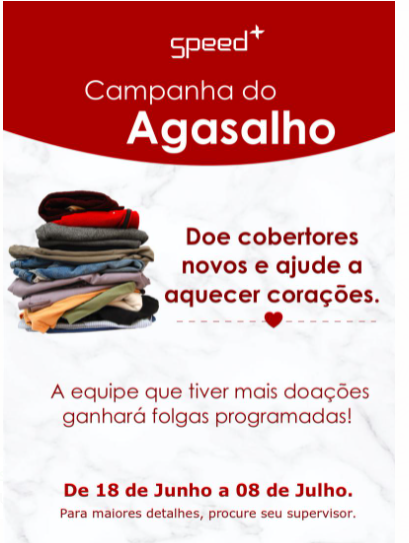 speed+
Campanha do
Agasalho
Doe cobertores
novos e ajude a
aquecer corações.
A equipe que tiver mais doações
ganhará folgas programadas!
De 18 de Junho a 08 de Julho.
Para maiores detalhes, procure seu supervisor.